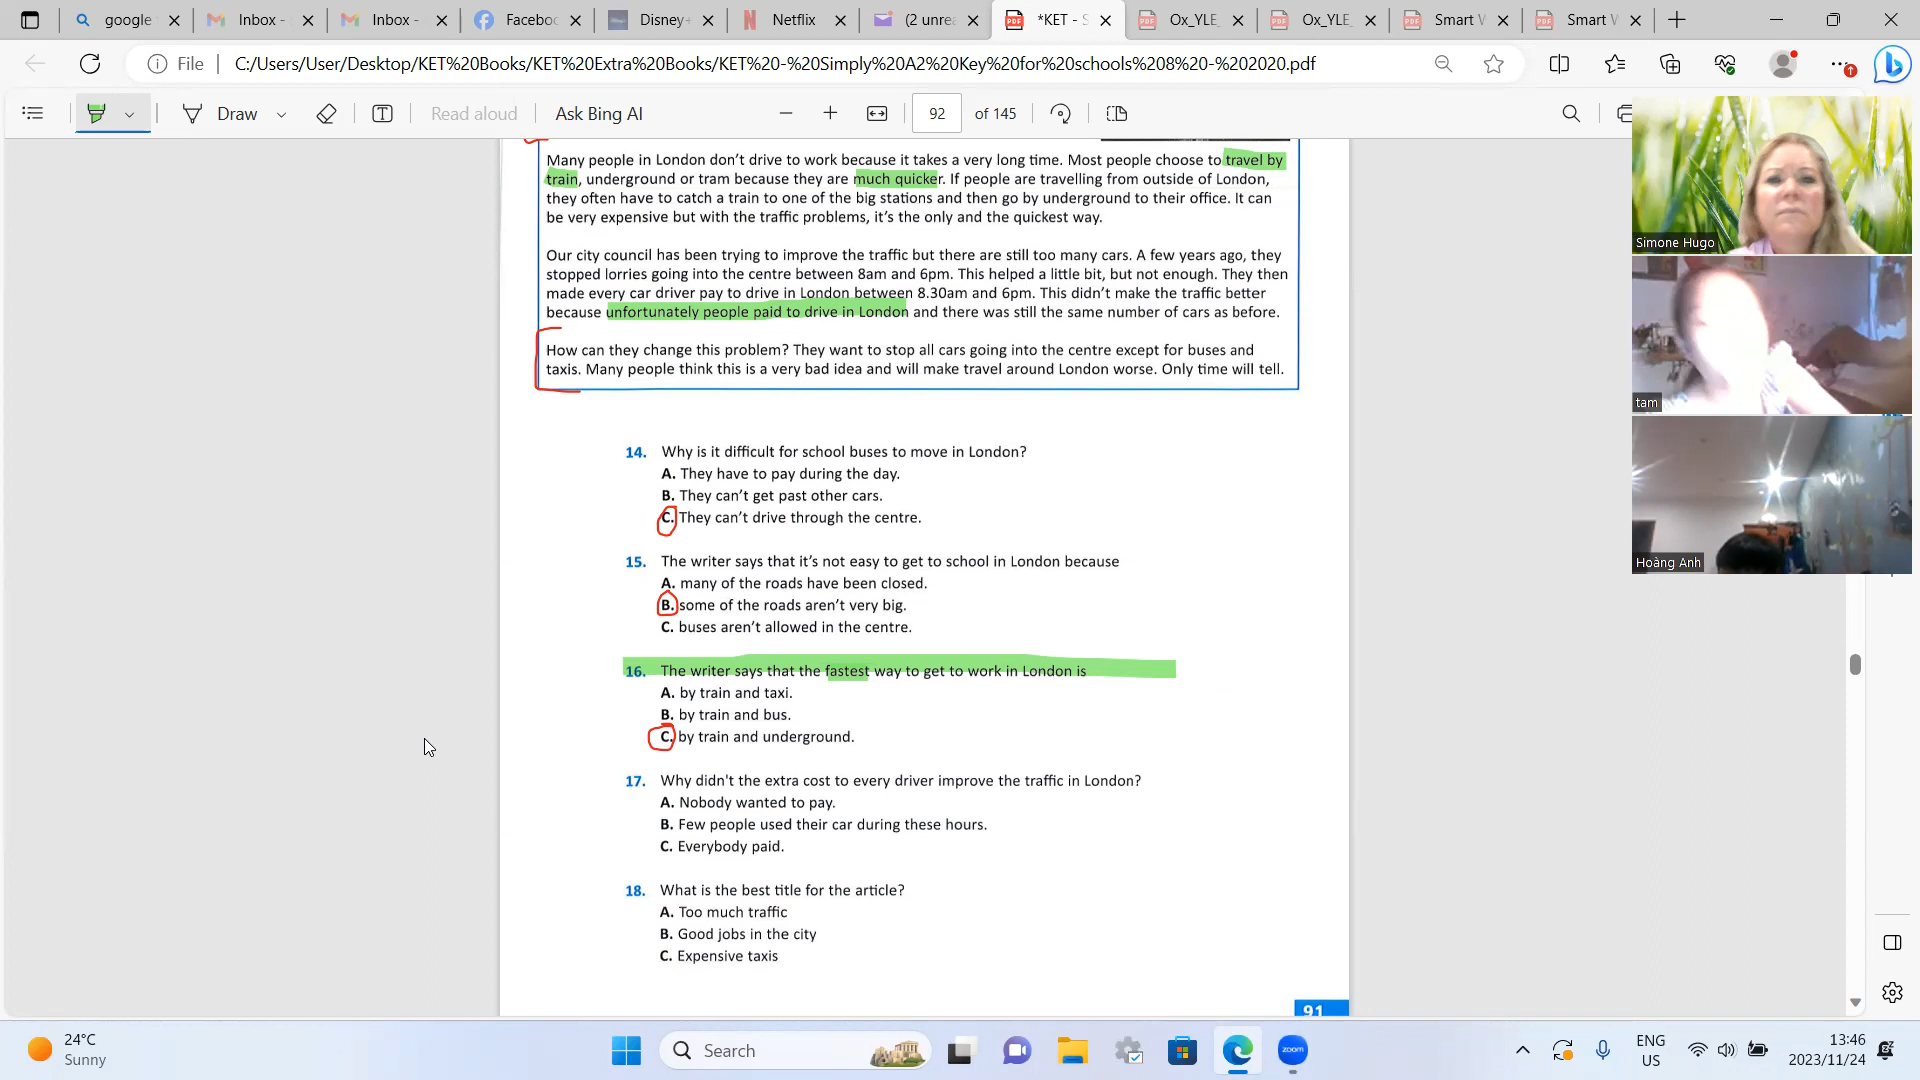 google
Inbox -
Inbox -
Faceboo
Disney+
Netflix
(2 unrea
*KET - S
Ox_YLE_
Ox_YLE_
Smart W
Smart W
File
C:/Users/User/Desktop/KET%20Books/KET%20Extra%20Books/KET%20-%20Simply%20A2%20Key%20for%20schools%208%20-%202020.pdf
Draw
Read aloud
Ask Bing AI
92
of 145
Many people in London don't drive to work because it takes a very long time. Most people choose to travel by
train, underground or tram because they are much quicker. If people are travelling from outside of London,
they often have to catch a train to one of the big stations and then go by underground to their office. It can
be very expensive but with the traffic problems, it's the only and the quickest way.
Our city council has been trying to improve the traffic but there are still too many cars. A few years ago, they
stopped lorries going into the centre between 8am and 6pm. This helped a little bit, but not enough. They then
made every car driver pay to drive in London between 8.30am and 6pm. This didn't make the traffic better
because unfortunately people paid to drive in London and there was still the same number of cars as before.
How can they change this problem? They want to stop all cars going into the centre except for buses and
taxis. Many people think this is a very bad idea and will make travel around London worse. Only time will tell.
14. Why is it difficult for school buses to move in London?
A. They have to pay during the day.
B. They can't get past other cars.
C. They can't drive through the centre.
15. The writer says that it's not easy to get to school in London because
A. many of the roads have been closed.
B. some of the roads aren't very big.
C. buses aren't allowed in the centre.
16. The writer says that the fastest way to get to work in London is
A. by train and taxi.
B. by train and bus.
C. by train and underground.
17. Why didn't the extra cost to every driver improve the traffic in London?
A. Nobody wanted to pay.
B. Few people used their car during these hours.
C. Everybody paid.
18. What is the best title for the article?
A. Too much traffic
B. Good jobs in the city
C. Expensive taxis
91
Simone Hugo
tam
Hoàng Anh
24°C
Sunny
Search
zoom
ENG
US
13:46
2023/11/24